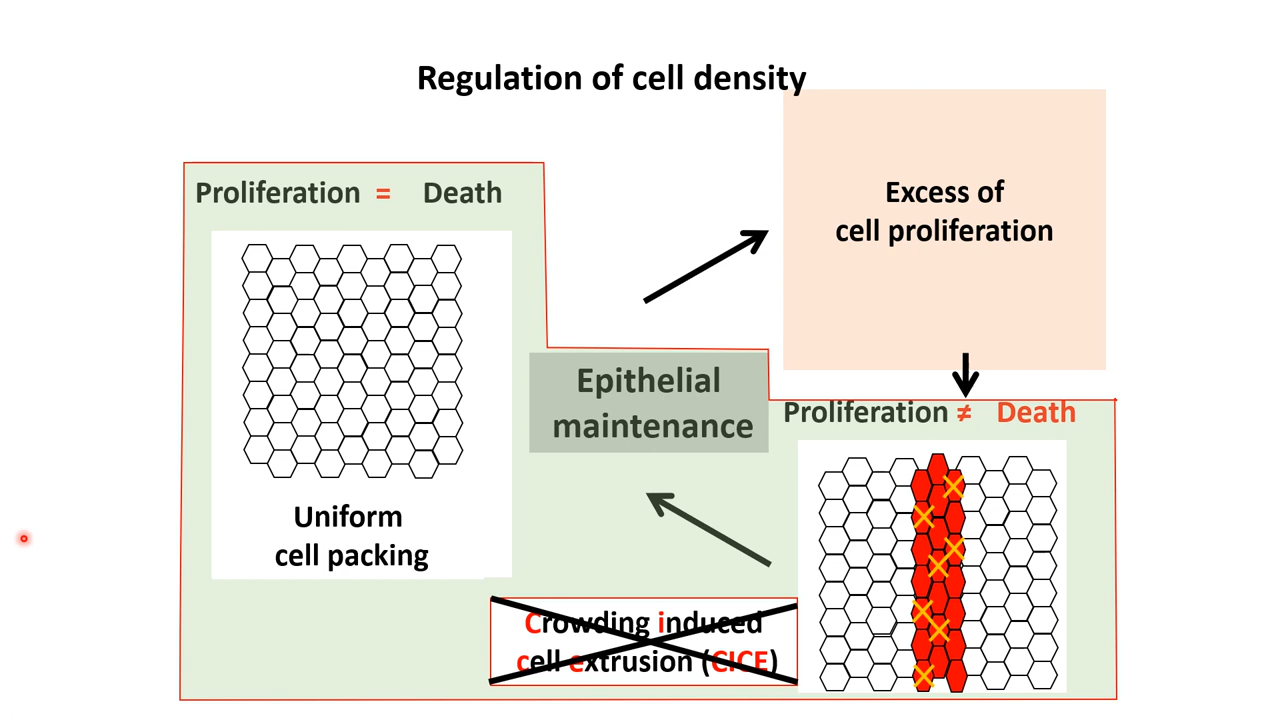 Regulation of cell density
Proliferation = Death
Uniform
cell packing
Excess of
cell proliferation
Epithelial
maintenance
Proliferation ≠ Death
Crowding induced
cell extrusion (CICE)